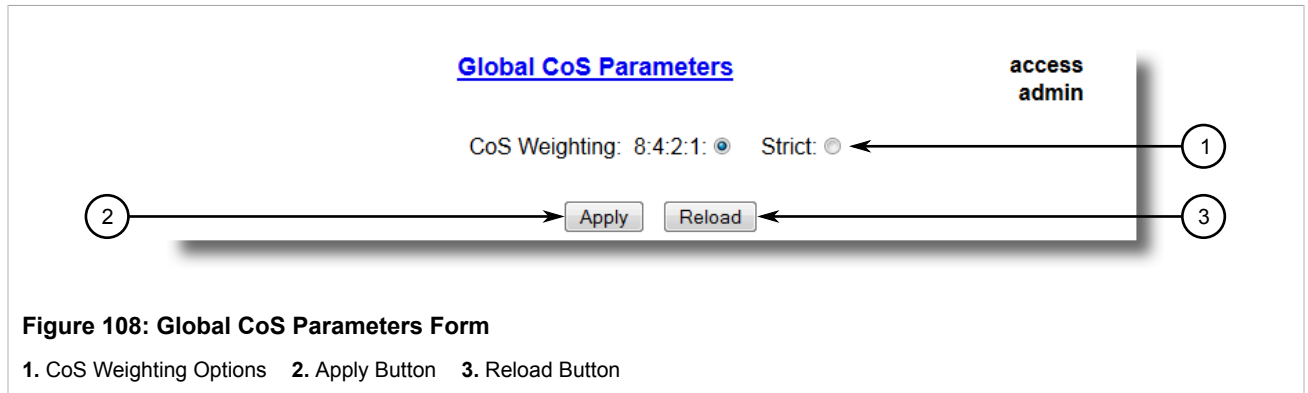 Global CoS Parameters
access
admin
CoS Weighting: 8:4:2:1: Strict:
1
2
Apply Reload
3
Figure 108: Global CoS Parameters Form
1. CoS Weighting Options 2. Apply Button 3. Reload Button